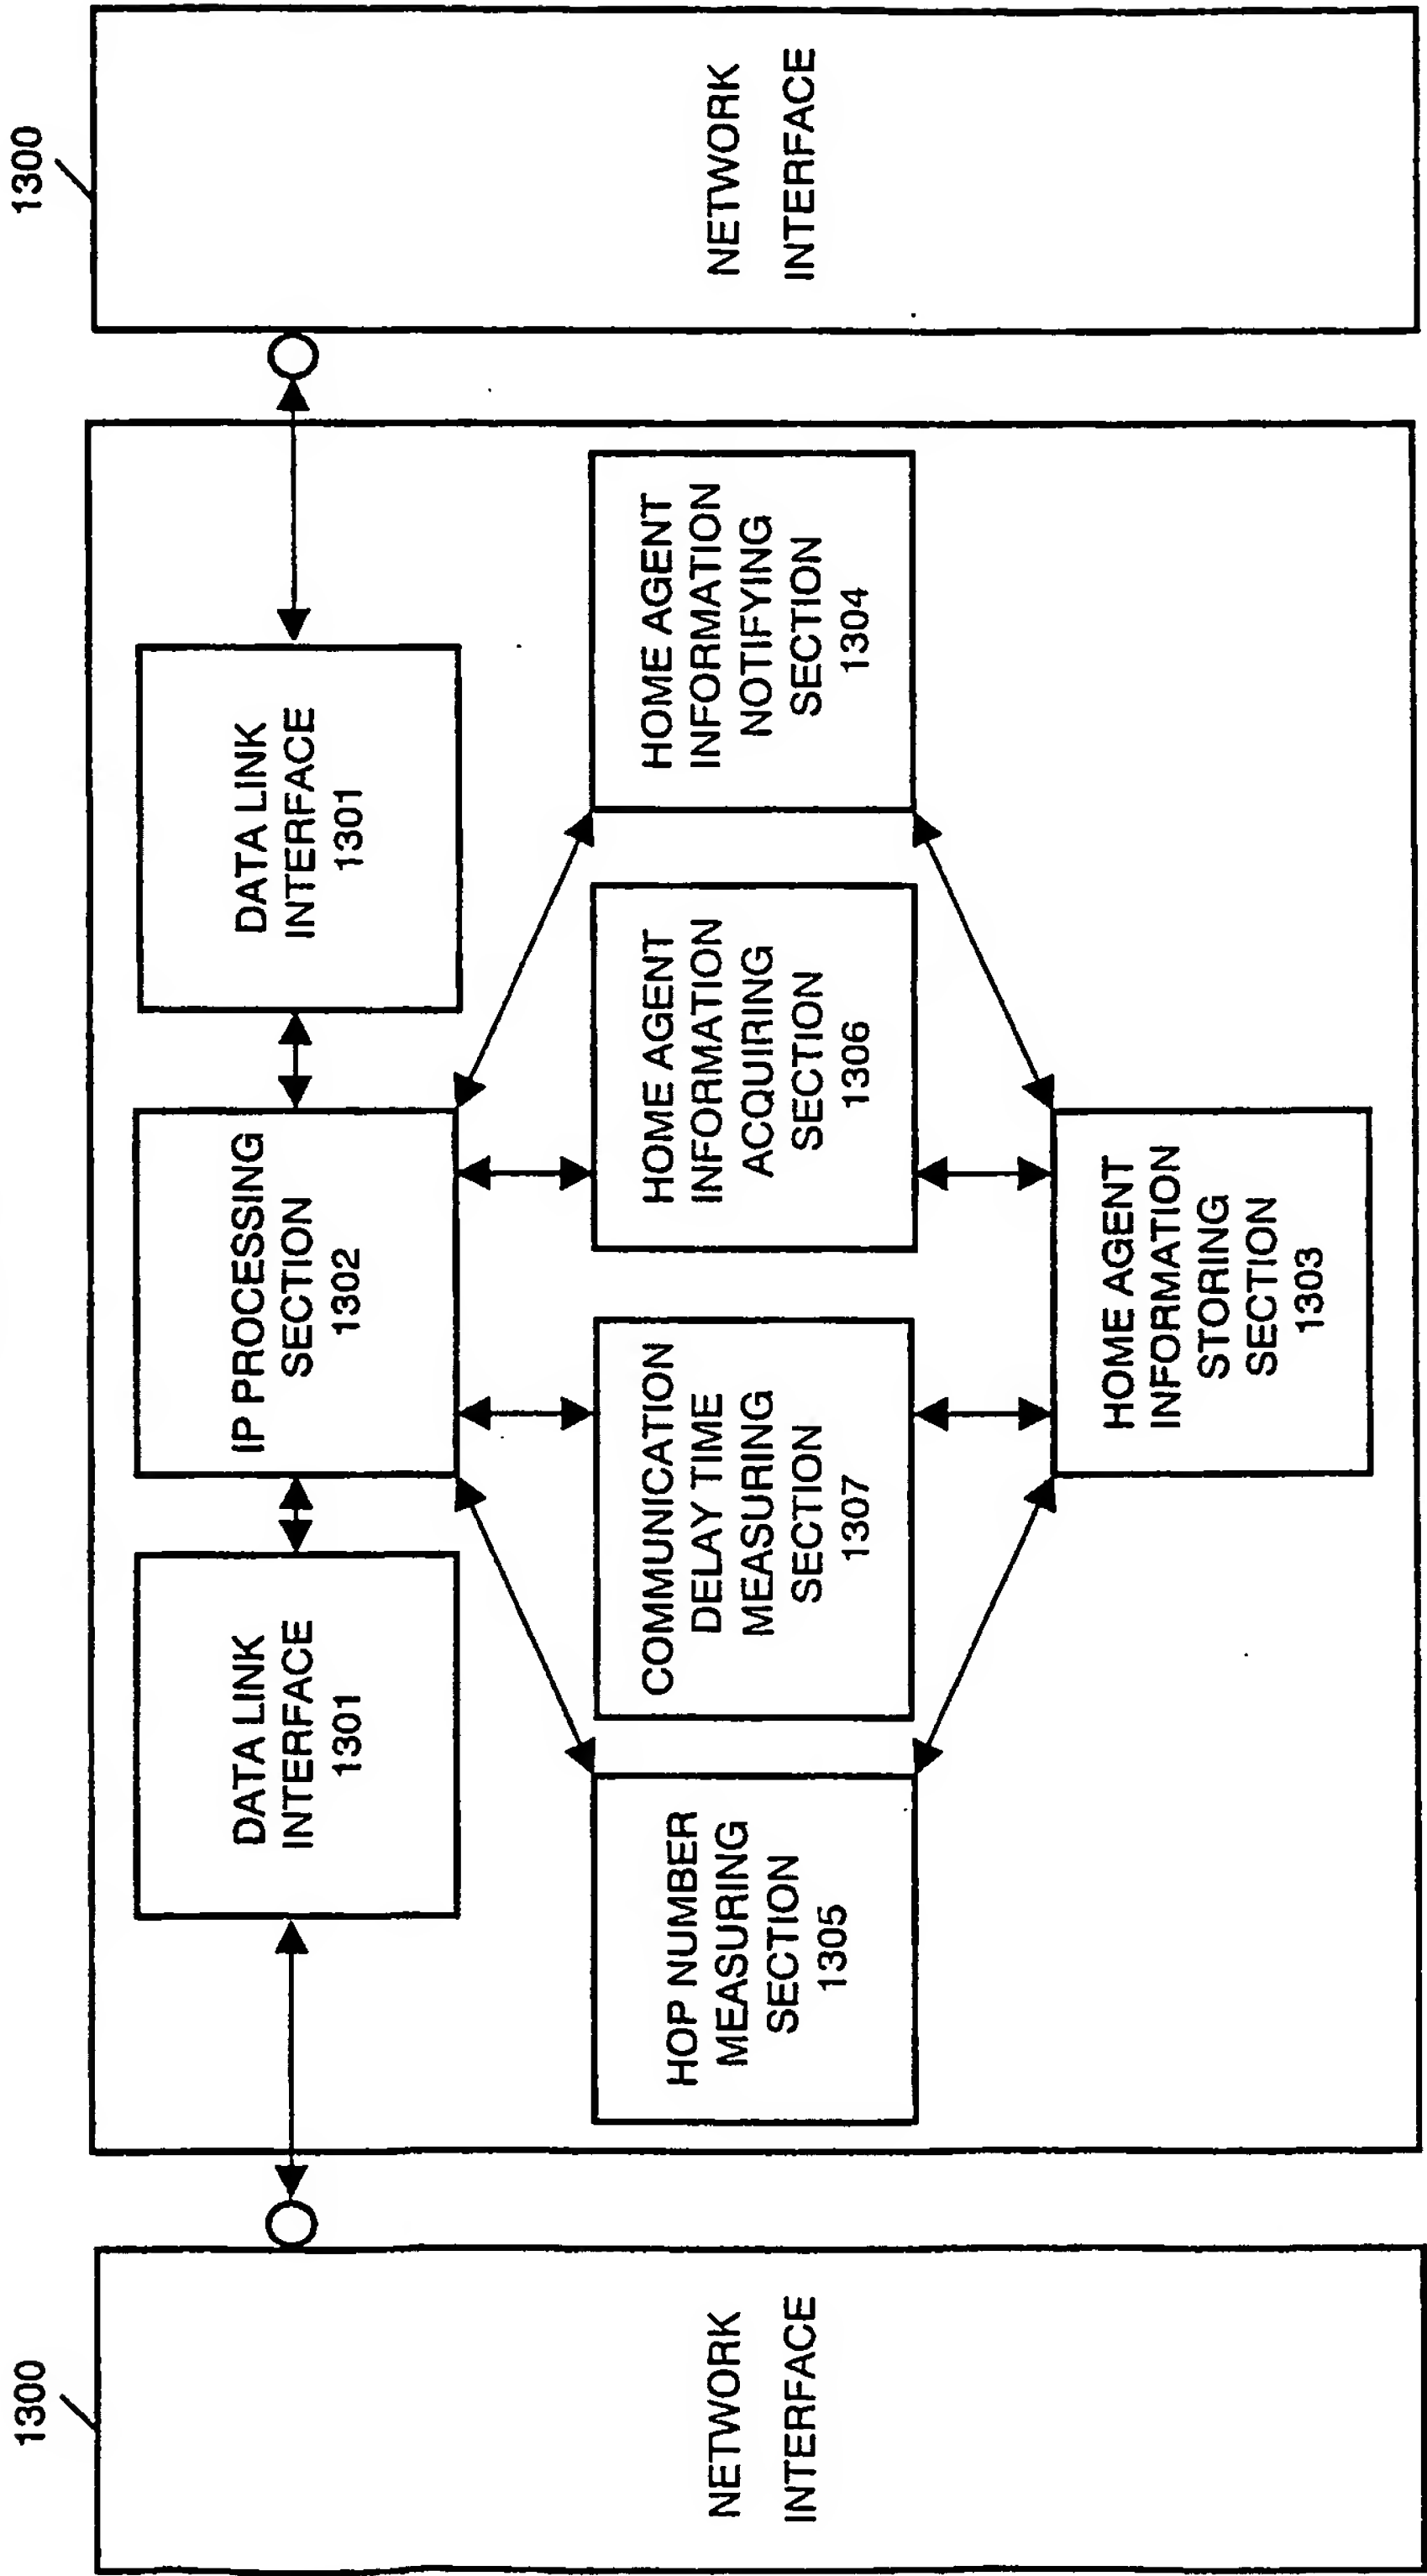 1300
NETWORK
INTERFACE
DATA LINK
INTERFACE
1301
IP PROCESSING
SECTION
1302
DATA LINK
INTERFACE
1301
HOP NUMBER
MEASURING
SECTION
1305
COMMUNICATION
DELAY TIME
MEASURING
SECTION
1307
HOME AGENT
INFORMATION
ACQUIRING
SECTION
1306
HOME AGENT
INFORMATION
NOTIFYING
SECTION
1304
HOME AGENT
INFORMATION
STORING
SECTION
1303
1300
NETWORK
INTERFACE